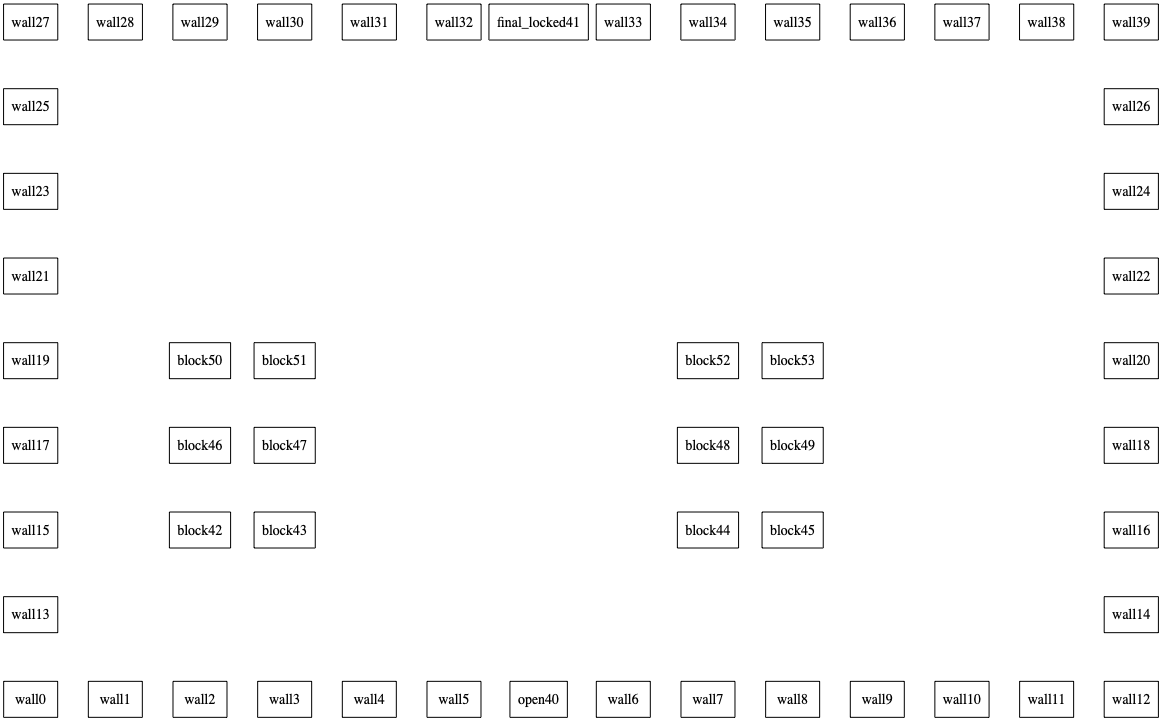 wall27 wall28 wall29 wall30 wall31 wall32 final_locked41 wall33 wall34 wall35 wall36 wall37 wall38 wall39
wall25 wall26
wall23 wall24
wall21 wall22
wall19 block50 block51 block52 block53 wall20
wall17 block46 block47 block48 block49 wall18
wall15 block42 block43 block44 block45 wall16
wall13 wall14
wall0 wall1 wall2 wall3 wall4 wall5 open40 wall6 wall7 wall8 wall9 wall10 wall11 wall12